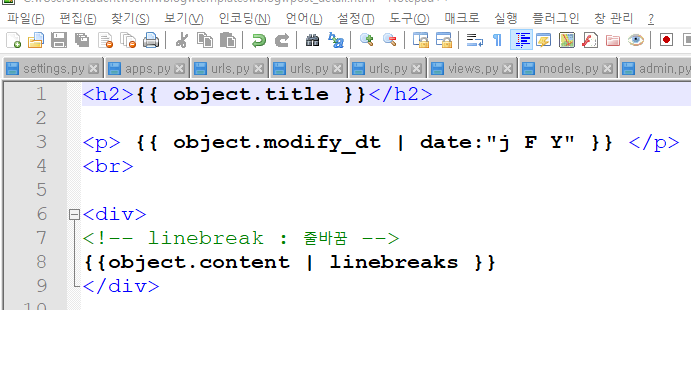 파일(F) 편집(E) 찾기(S) 보기(V) 인코딩(N) 언어(L) 설정(T) 도구(O) 매크로 실행 플러그인 창 관리 ?
settings.py apps.py urls.py urls.py urls.py views.py models.py admin.py
1 <h2>{{ object.title }}</h2>
2
3 <p> {{ object.modify_dt | date:"j F Y" }} </p>
4 <br>
5
6 <div>
7 <!-- linebreak : 줄바꿈 -->
8 {{object.content | linebreaks }}
9 </div>
10